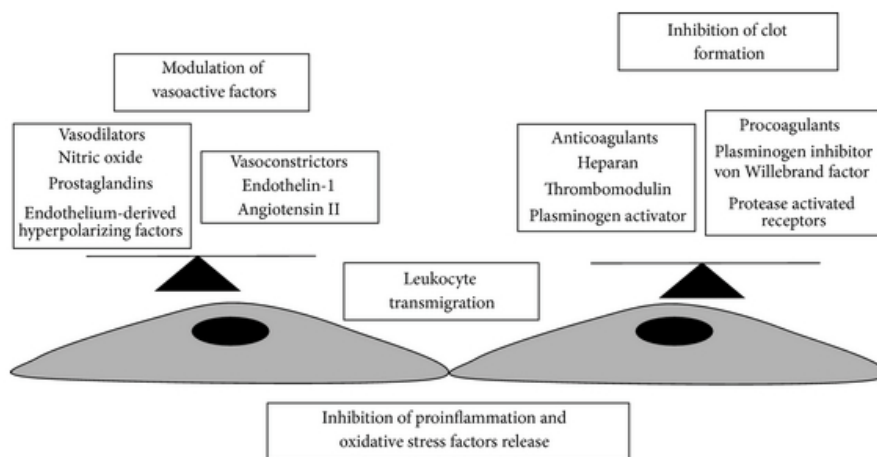 Modulation of
vasoactive factors
Vasodilators
Nitric oxide
Prostaglandins
Endothelium-derived
hyperpolarizing factors
Vasoconstrictors
Endothelin-1
Angiotensin II
Inhibition of clot
formation
Anticoagulants
Heparan
Thrombomodulin
Plasminogen activator
Procoagulants
Plasminogen inhibitor
von Willebrand factor
Protease activated
receptors
Leukocyte
transmigration
Inhibition of proinflammation and
oxidative stress factors release